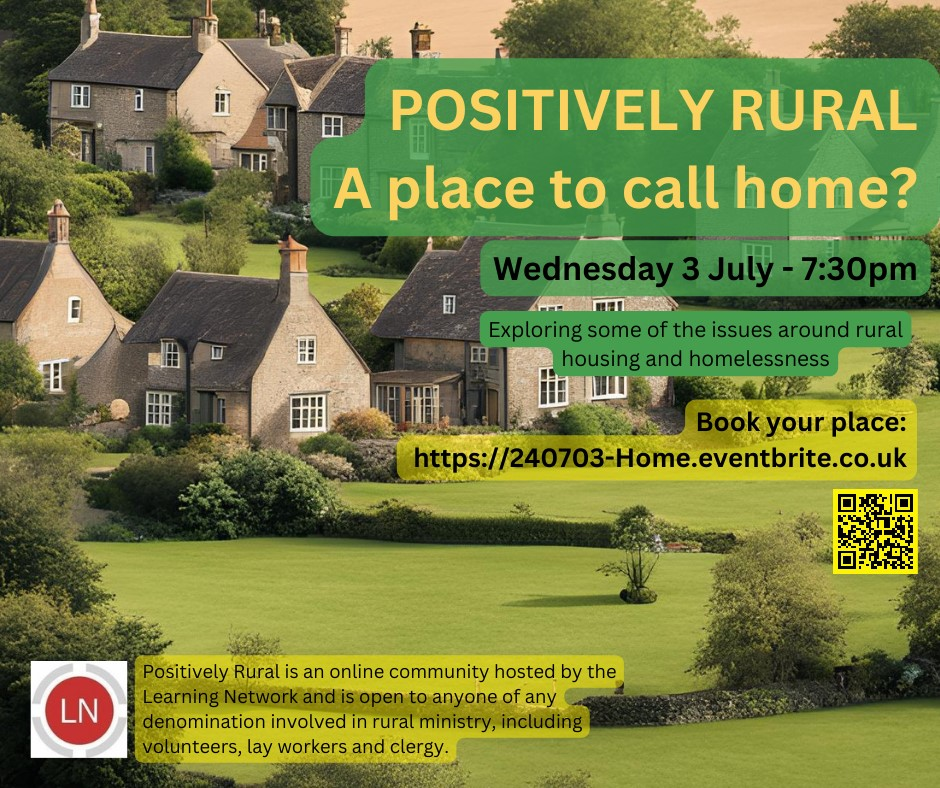 POSITIVELY RURAL
A place to call home?
Wednesday 3 July - 7:30pm
Exploring some of the issues around rural
housing and homelessness
Book your place:
https://240703-Home.eventbrite.co.uk
LN
Positively Rural is an online community hosted by the
Learning Network and is open to anyone of any
denomination involved in rural ministry, including
volunteers, lay workers and clergy.